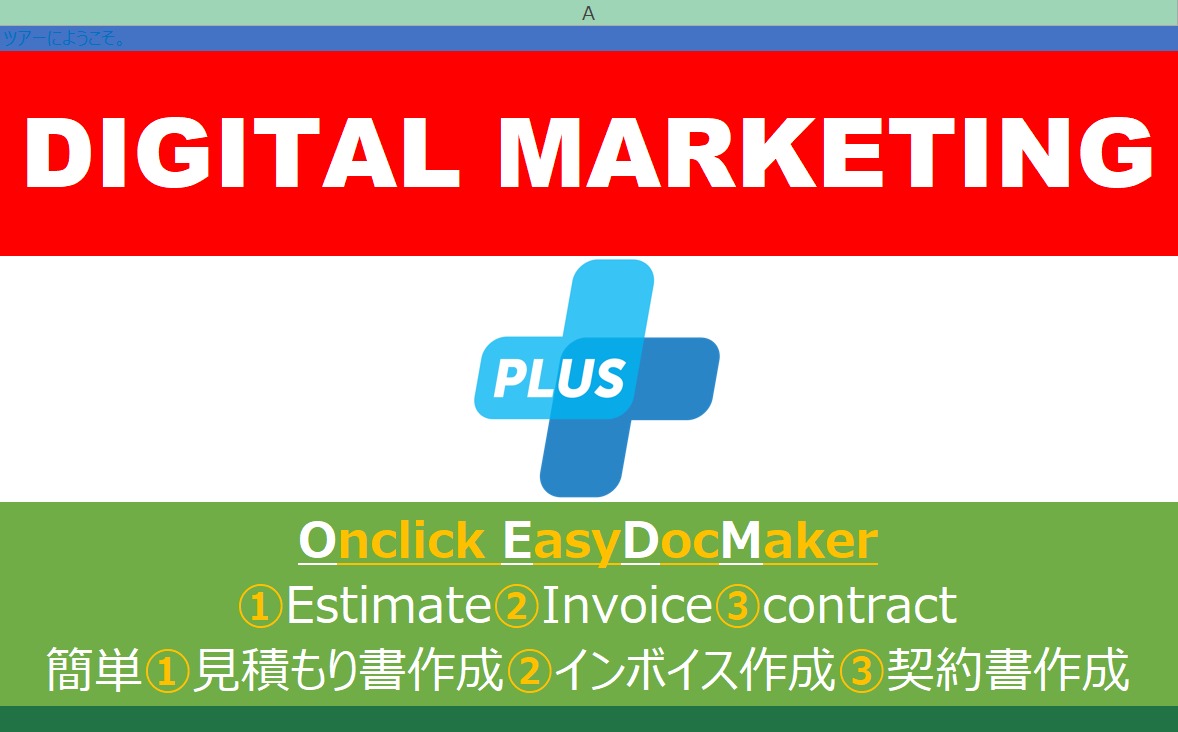 A
ツアーにようこそ。
DIGITAL MARKETING
PLUS
Onclick EasyDocMaker
①Estimate②Invoice③contract
簡単①見積もり書作成②インボイス作成③契約書作成